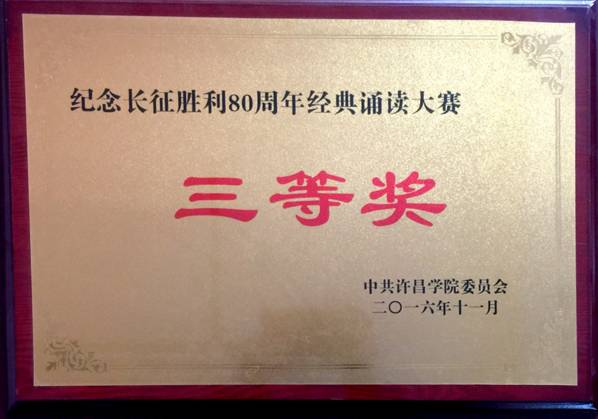 纪念长征胜利80周年经典诵读大赛
三等奖
中共许昌学院委员会
二〇一六年十一月